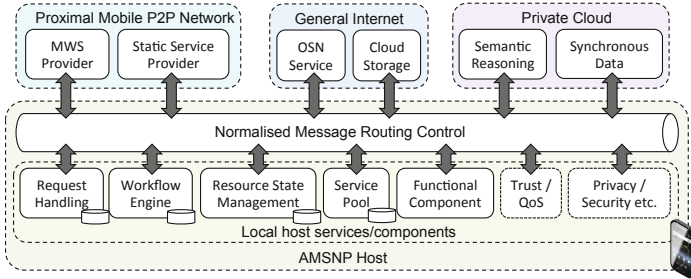 Proximal Mobile P2P Network
General Internet
Private Cloud
MWS
Provider
Static Service
Provider
OSN
Service
Cloud
Storage
Semantic
Reasoning
Synchronous
Data
Normalised Message Routing Control
Request
Handling
Workflow
Engine
Resource State
Management
Service
Pool
Functional
Component
Trust /
QoS
Privacy /
Security etc.
Local host services/components
AMSNP Host